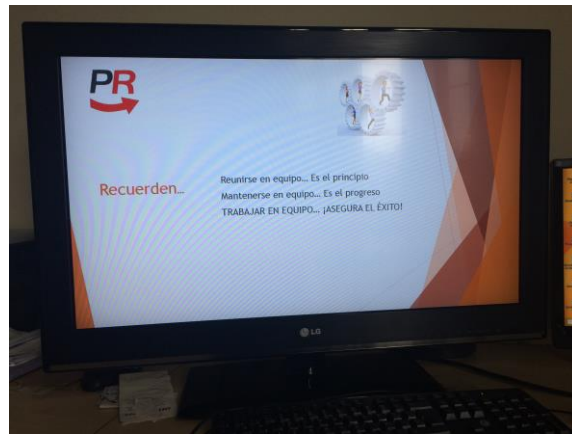 PR
Recuerden...
Reunirse en equipo... Es el principio
Mantenerse en equipo... Es el progreso
TRABAJAR EN EQUIPO... ¡ASEGURA EL ÉXITO!
LG